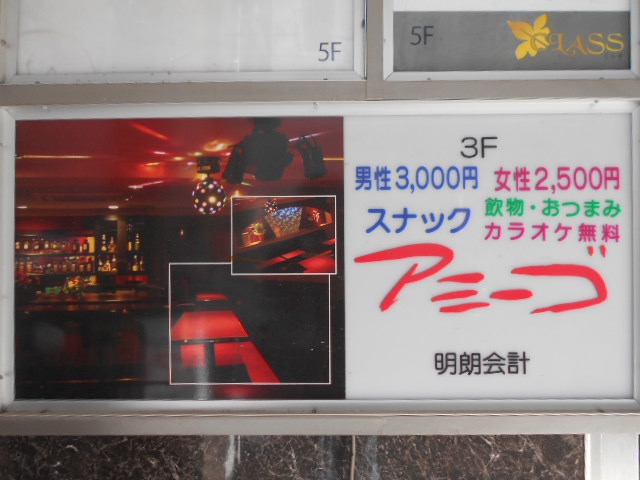 5F
5F
CLASS
3F
男性3,000円 女性2,500円
スナック
飲物・おつまみ
カラオケ無料
アミーゴ
明朗会計